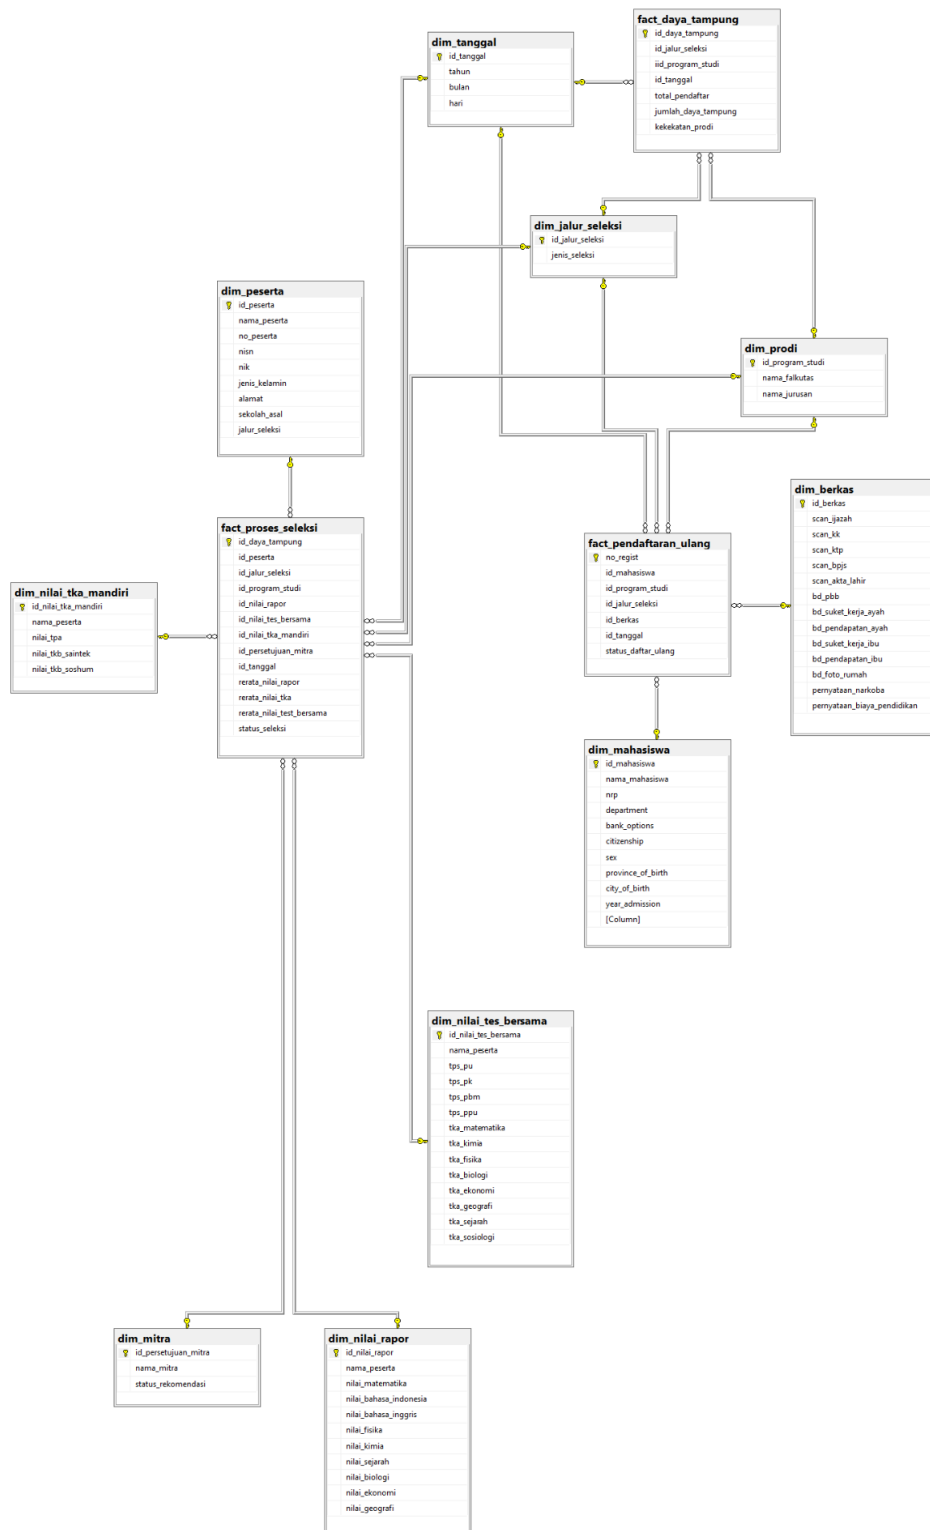 fact_daya_tampung
id_daya_tampung
id_jalur_seleksi
iid_program_studi
id_tanggal
total_pendaftar
jumlah_daya_tampung
kekekatan_prodi
dim_tanggal
id_tanggal
tahun
bulan
hari
dim_jalur_seleksi
id_jalur_seleksi
jenis_seleksi
dim_peserta
id_peserta
nama_peserta
no_peserta
nisn
nik
jenis_kelamin
alamat
sekolah_asal
jalur_seleksi
dim_prodi
id_program_studi
nama_falkutas
nama_jurusan
dim_berkas
id_berkas
scan_ijazah
scan_kk
scan_ktp
scan_bpjs
scan_akta_lahir
bd_pbb
bd_suket_kerja_ayah
bd_pendapatan_ayah
bd_suket_kerja_ibu
bd_pendapatan_ibu
bd_foto_rumah
pernyataan_narkoba
pernyataan_biaya_pendidikan
fact_proses_seleksi
id_daya_tampung
id_peserta
id_jalur_seleksi
id_program_studi
id_nilai_rapor
id_nilai_tes_bersama
id_nilai_tka_mandiri
id_persetujuan_mitra
id_tanggal
rerata_nilai_rapor
rerata_nilai_tka
rerata_nilai_test_bersama
status_seleksi
fact_pendaftaran_ulang
no_regist
id_mahasiswa
id_program_studi
id_jalur_seleksi
id_berkas
id_tanggal
status_daftar_ulang
dim_nilai_tka_mandiri
id_nilai_tka_mandiri
nama_peserta
nilai_tpa
nilai_tkb_saintek
nilai_tkb_soshum
dim_mahasiswa
id_mahasiswa
nama_mahasiswa
nrp
department
bank_options
citizenship
sex
province_of_birth
city_of_birth
year_admission
[Column]
dim_nilai_tes_bersama
id_nilai_tes_bersama
nama_peserta
tps_pu
tps_pk
tps_pbm
tps_ppu
tka_matematika
tka_kimia
tka_fisika
tka_biologi
tka_ekonomi
tka_geografi
tka_sejarah
tka_sosiologi
dim_mitra
id_persetujuan_mitra
nama_mitra
status_rekomendasi
dim_nilai_rapor
id_nilai_rapor
nama_peserta
nilai_matematika
nilai_bahasa_indonesia
nilai_bahasa_inggris
nilai_fisika
nilai_kimia
nilai_sejarah
nilai_biologi
nilai_ekonomi
nilai_geografi